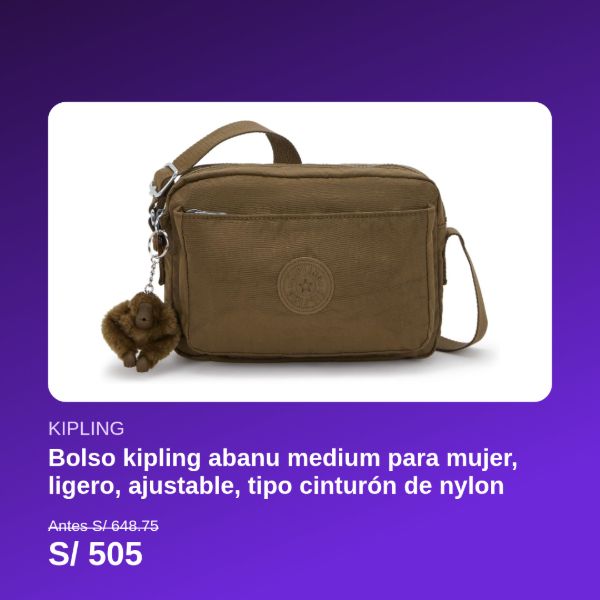 KIPLING
Bolso kipling abanu medium para mujer,
ligero, ajustable, tipo cinturón de nylon
Antes S/ 648.75
S/ 505